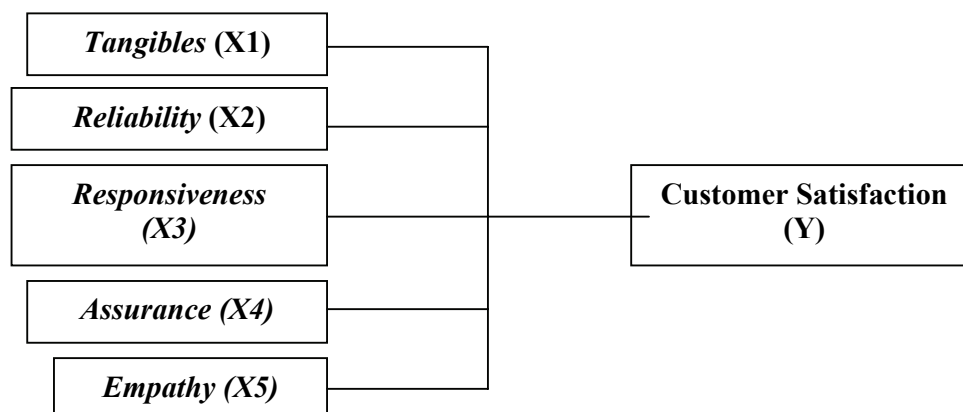 Tangibles (X1)
Reliability (X2)
Responsiveness
(X3)
Customer Satisfaction
(Y)
Assurance (X4)
Empathy (X5)